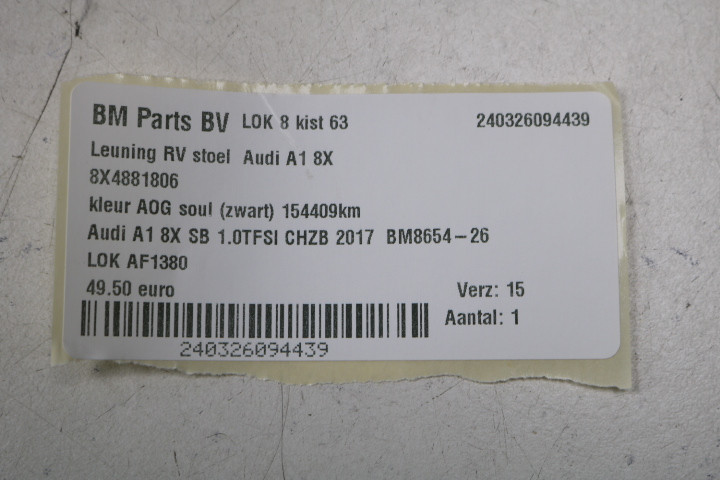 BM Parts BV LOK 8 kist 63 240326094439
Leuning RV stoel Audi A1 8X
8X4881806
kleur AOG soul (zwart) 154409km
Audi A1 8X SB 1.0TFSI CHZB 2017 BM8654-26
LOK AF1380
49.50 euro Verz: 15
Aantal: 1
240326094439